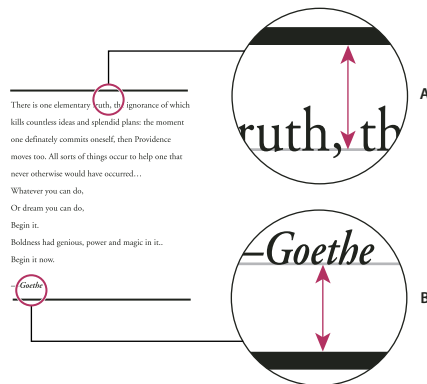 There is one elementary truth, the ignorance of which
kills countless ideas and splendid plans: the moment
one definately commits oneself, then Providence
moves too. All sorts of things occur to help one that
never otherwise would have occurred…
Whatever you can do,
Or dream you can do,
Begin it.
Boldness had genious, power and magic in it..
Begin it now.
–Goethe
ruth, th
A
–Goethe
B